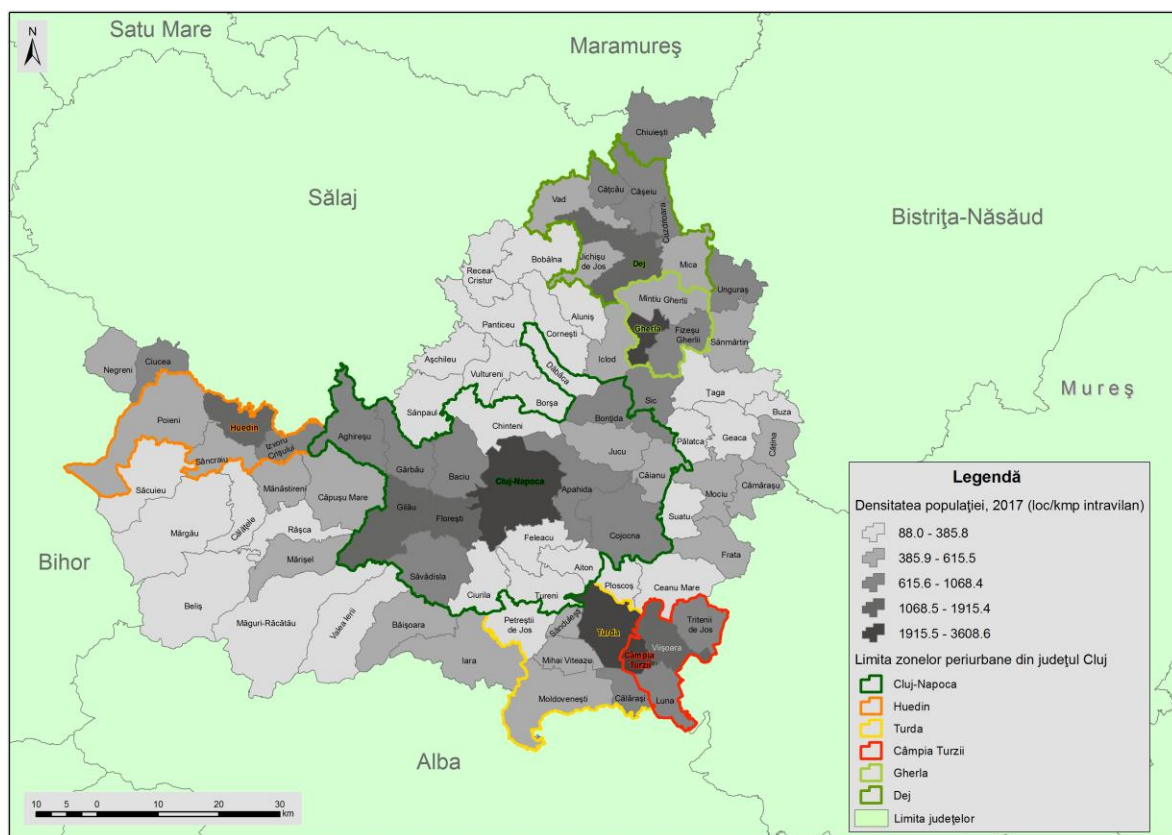 N
Satu Mare
Maramureş
Sălaj
Bistriţa-Năsăud
Mureş
Bihor
Alba
Chiuieşti
Vad
Câţcău
Câşeiu
Cuzdrioara
Bobâlna
Jichişu
de Jos
Dej
Mica
Recea-
Cristur
Unguraş
Mintiu Gherlii
Panticeu
Aluniş
Corneşti
Gherla
Fizeşu
Gherlii
Sânmărtin
Iclod
Negreni
Ciucea
Aşchileu
Vultureni
Dăbâca
Borşa
Sic
Ţaga
Buza
Poieni
Sânpaul
Chinteni
Bonţida
Huedin
Izvoru
Crişului
Aghireşu
Pălatca
Geaca
Cătina
Jucu
Sâncraiu
Gârbău
Baciu
Cluj-Napoca
Căianu
Săcuieu
Mănăstireni
Căpuşu Mare
Apahida
Mociu
Cămăraşu
Gilău
Floreşti
Suatu
Mărgău
Călăţele
Râşca
Feleacu
Cojocna
Frata
Mărişel
Săvădisla
Aiton
Ploscoş
Ceanu Mare
Ciurila
Tureni
Beliş
Măguri-Răcătău
Valea Ierii
Băişoara
Petreştii
de Jos
Sănduleşti
Turda
Tritenii
de Jos
Viişoara
Câmpia
Turzii
Iara
Mihai Viteazu
Moldoveneşti
Călăraşi
Luna
Legendă
Densitatea populaţiei, 2017 (loc/kmp intravilan)
88.0 - 385.8
385.9 - 615.5
615.6 - 1068.4
1068.5 - 1915.4
1915.5 - 3608.6
Limita zonelor periurbane din judeţul Cluj
Cluj-Napoca
Huedin
Turda
Câmpia Turzii
Gherla
Dej
Limita judeţelor
10 5 0 10 20 30
km